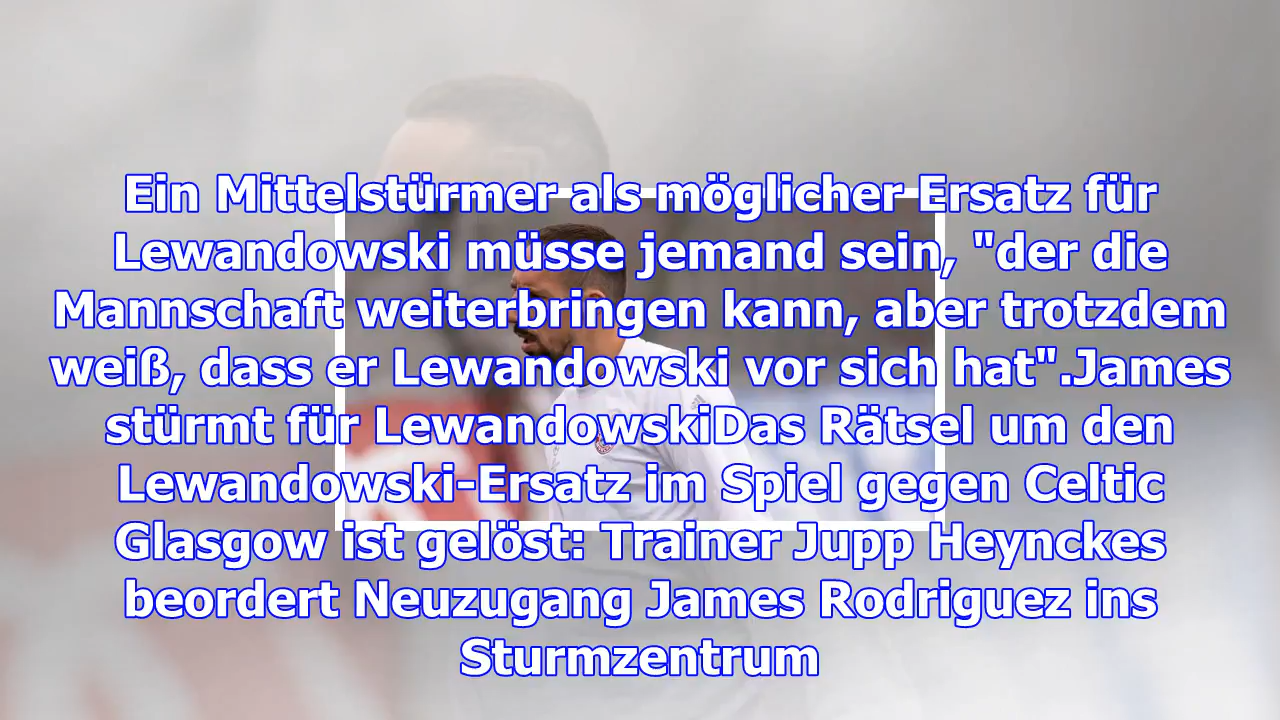 Ein Mittelstürmer als möglicher Ersatz für
Lewandowski müsse jemand sein, "der die
Mannschaft weiterbringen kann, aber trotzdem
weiß, dass er Lewandowski vor sich hat".James
stürmt für LewandowskiDas Rätsel um den
Lewandowski-Ersatz im Spiel gegen Celtic
Glasgow ist gelöst: Trainer Jupp Heynckes
beordert Neuzugang James Rodriguez ins
Sturmzentrum